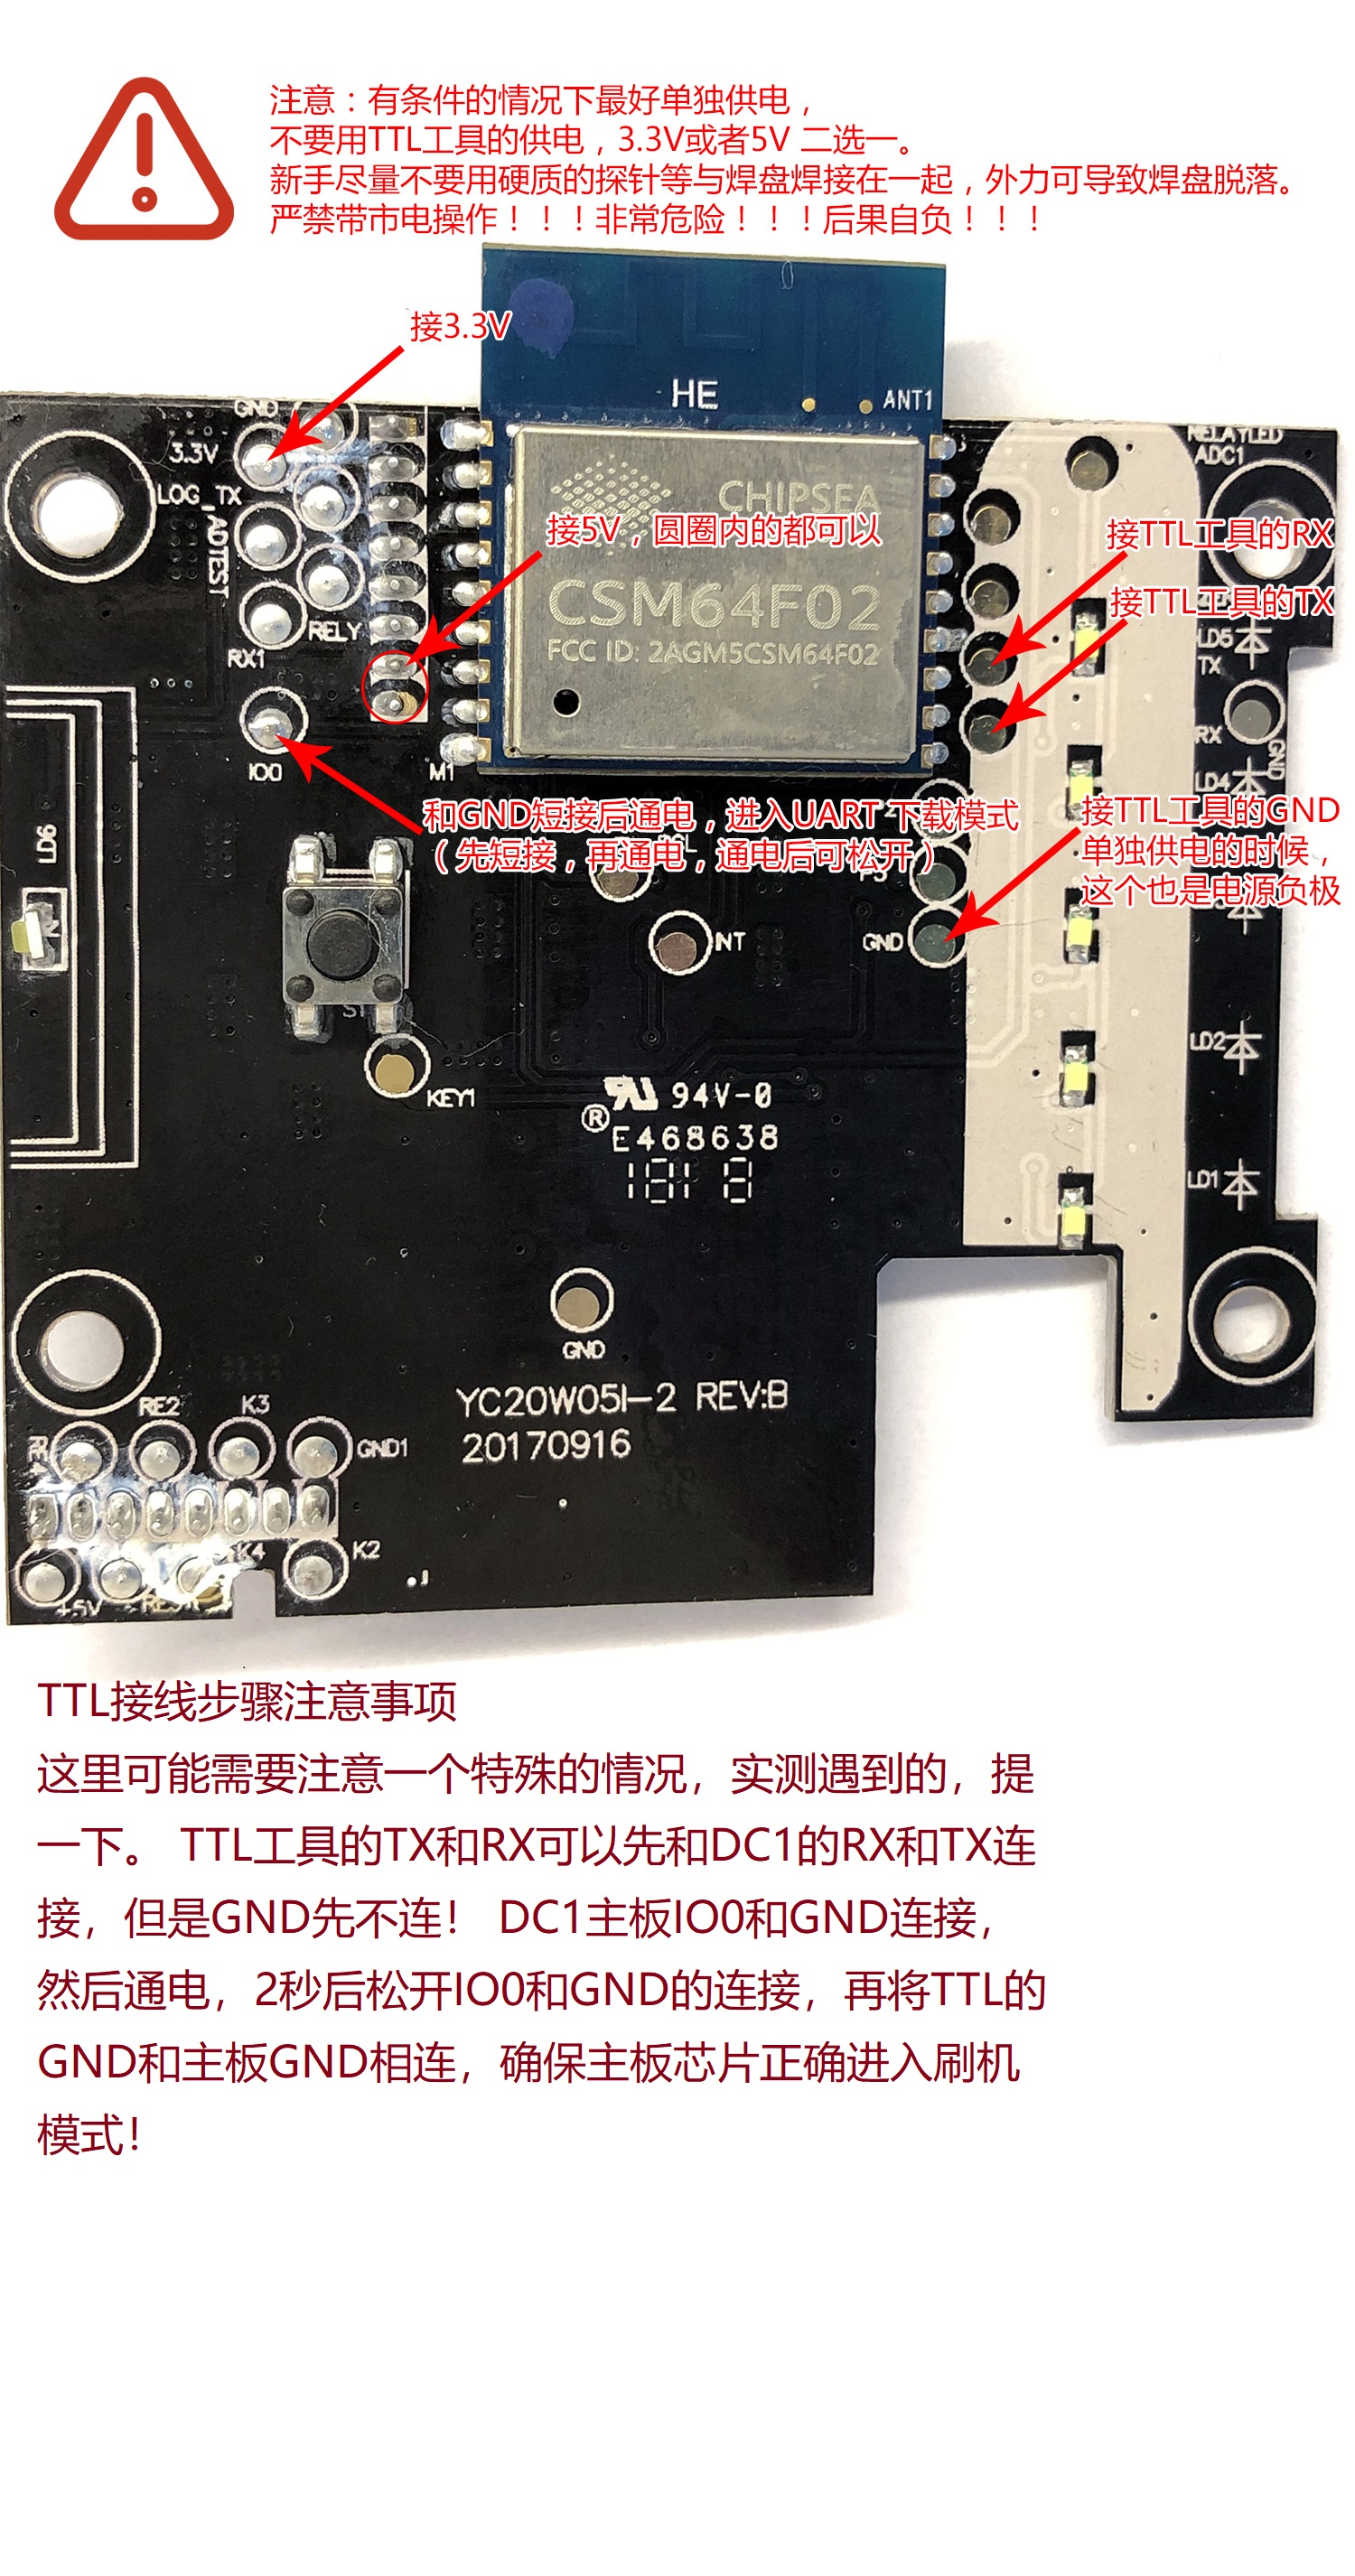 注意：有条件的情况下最好单独供电，
不要用TTL工具的供电，3.3V或者5V 二选一。
新手尽量不要用硬质的探针等与焊盘焊接在一起，外力可导致焊盘脱落。
严禁带市电操作！！！非常危险！！！后果自负！！！
接3.3V
HE
ANT1
GND
3.3V
LOG_TX
ADTEST
RELY
RX1
IO0
M1
CHIPSEA
接5V，圆圈内的都可以
CSM64F02
FCC ID: 2AGM5CSM64F02
RELAYLED
ADC1
接TTL工具的RX
接TTL工具的TX
LD5
TX
RX
GND
LD4
和GND短接后通电，进入UART 下载模式
（先短接，再通电，通电后可松开）
接TTL工具的GND
单独供电的时候，
这个也是电源负极
LD6
INT
GND
S1
KEY1
LD2
94V-0
® E468638
181 8
LD1
GND
YC20W05I-2 REV:B
20170916
RE2
K3
GND1
K4
K2
+5V
TTL接线步骤注意事项
这里可能需要注意一个特殊的情况，实测遇到的，提
一下。 TTL工具的TX和RX可以先和DC1的RX和TX连
接，但是GND先不连！ DC1主板IO0和GND连接，
然后通电，2秒后松开IO0和GND的连接，再将TTL的
GND和主板GND相连，确保主板芯片正确进入刷机
模式！